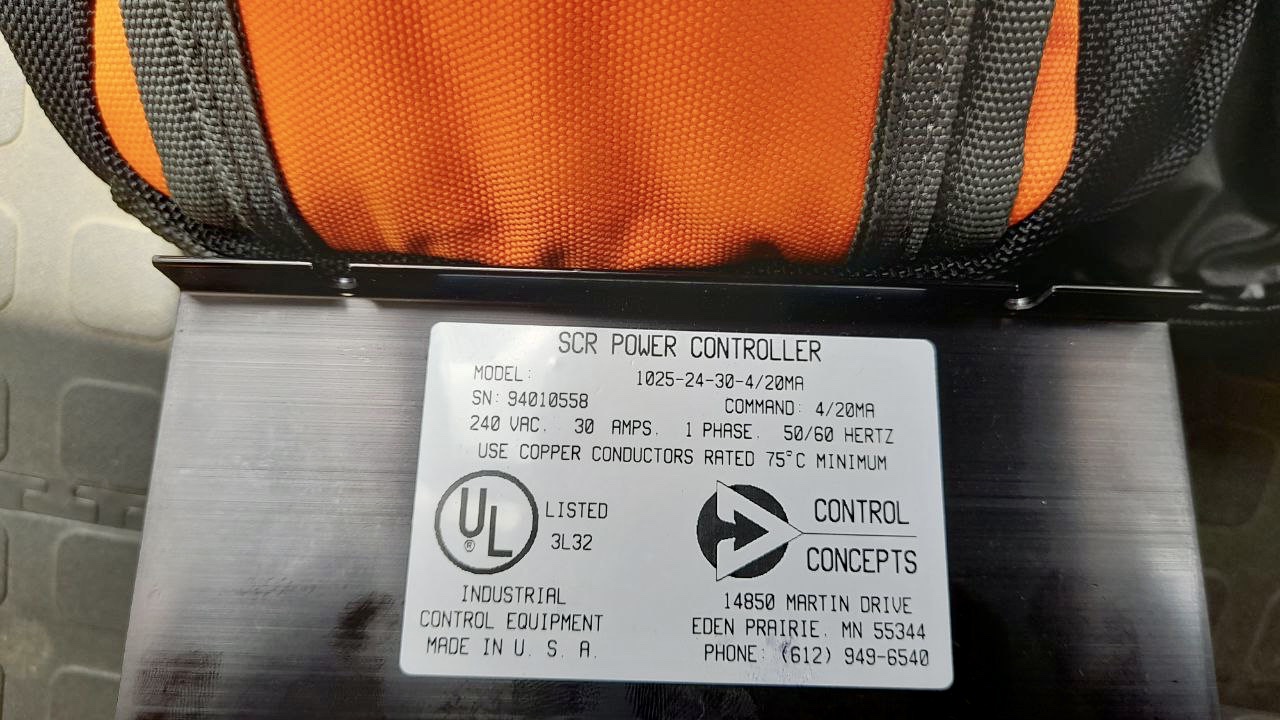 SCR POWER CONTROLLER
MODEL: 1025-24-30-4/20MA
SN: 94010558 COMMAND: 4/20MA
240 VAC. 30 AMPS. 1 PHASE. 50/60 HERTZ
USE COPPER CONDUCTORS RATED 75°C MINIMUM
UL ®
LISTED
3L32
INDUSTRIAL
CONTROL EQUIPMENT
MADE IN U. S. A.
CONTROL
CONCEPTS
14850 MARTIN DRIVE
EDEN PRAIRIE. MN 55344
PHONE: (612) 949-6540